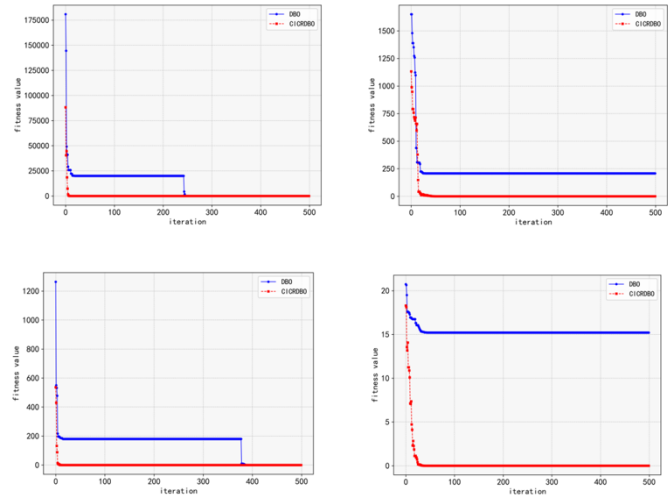 DBO
CICRDBO
175000
150000
125000
100000
75000
50000
25000
0
fitness value
0 100 200 300 400 500
iteration
DBO
CICRDBO
1500
1250
1000
750
500
250
0
fitness value
0 100 200 300 400 500
iteration
DBO
CICRDBO
1200
1000
800
600
400
200
0
fitness value
0 100 200 300 400 500
iteration
DBO
CICRDBO
20
15
10
5
0
fitness value
0 100 200 300 400 500
iteration